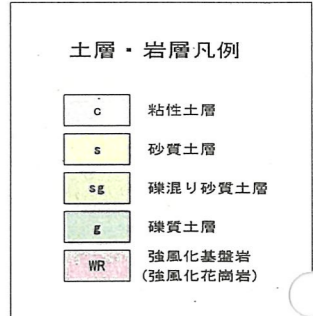 土層・岩層凡例
c 粘性土層
s 砂質土層
sg 礫混り砂質土層
g 礫質土層
WR 強風化基盤岩
(強風化花崗岩)